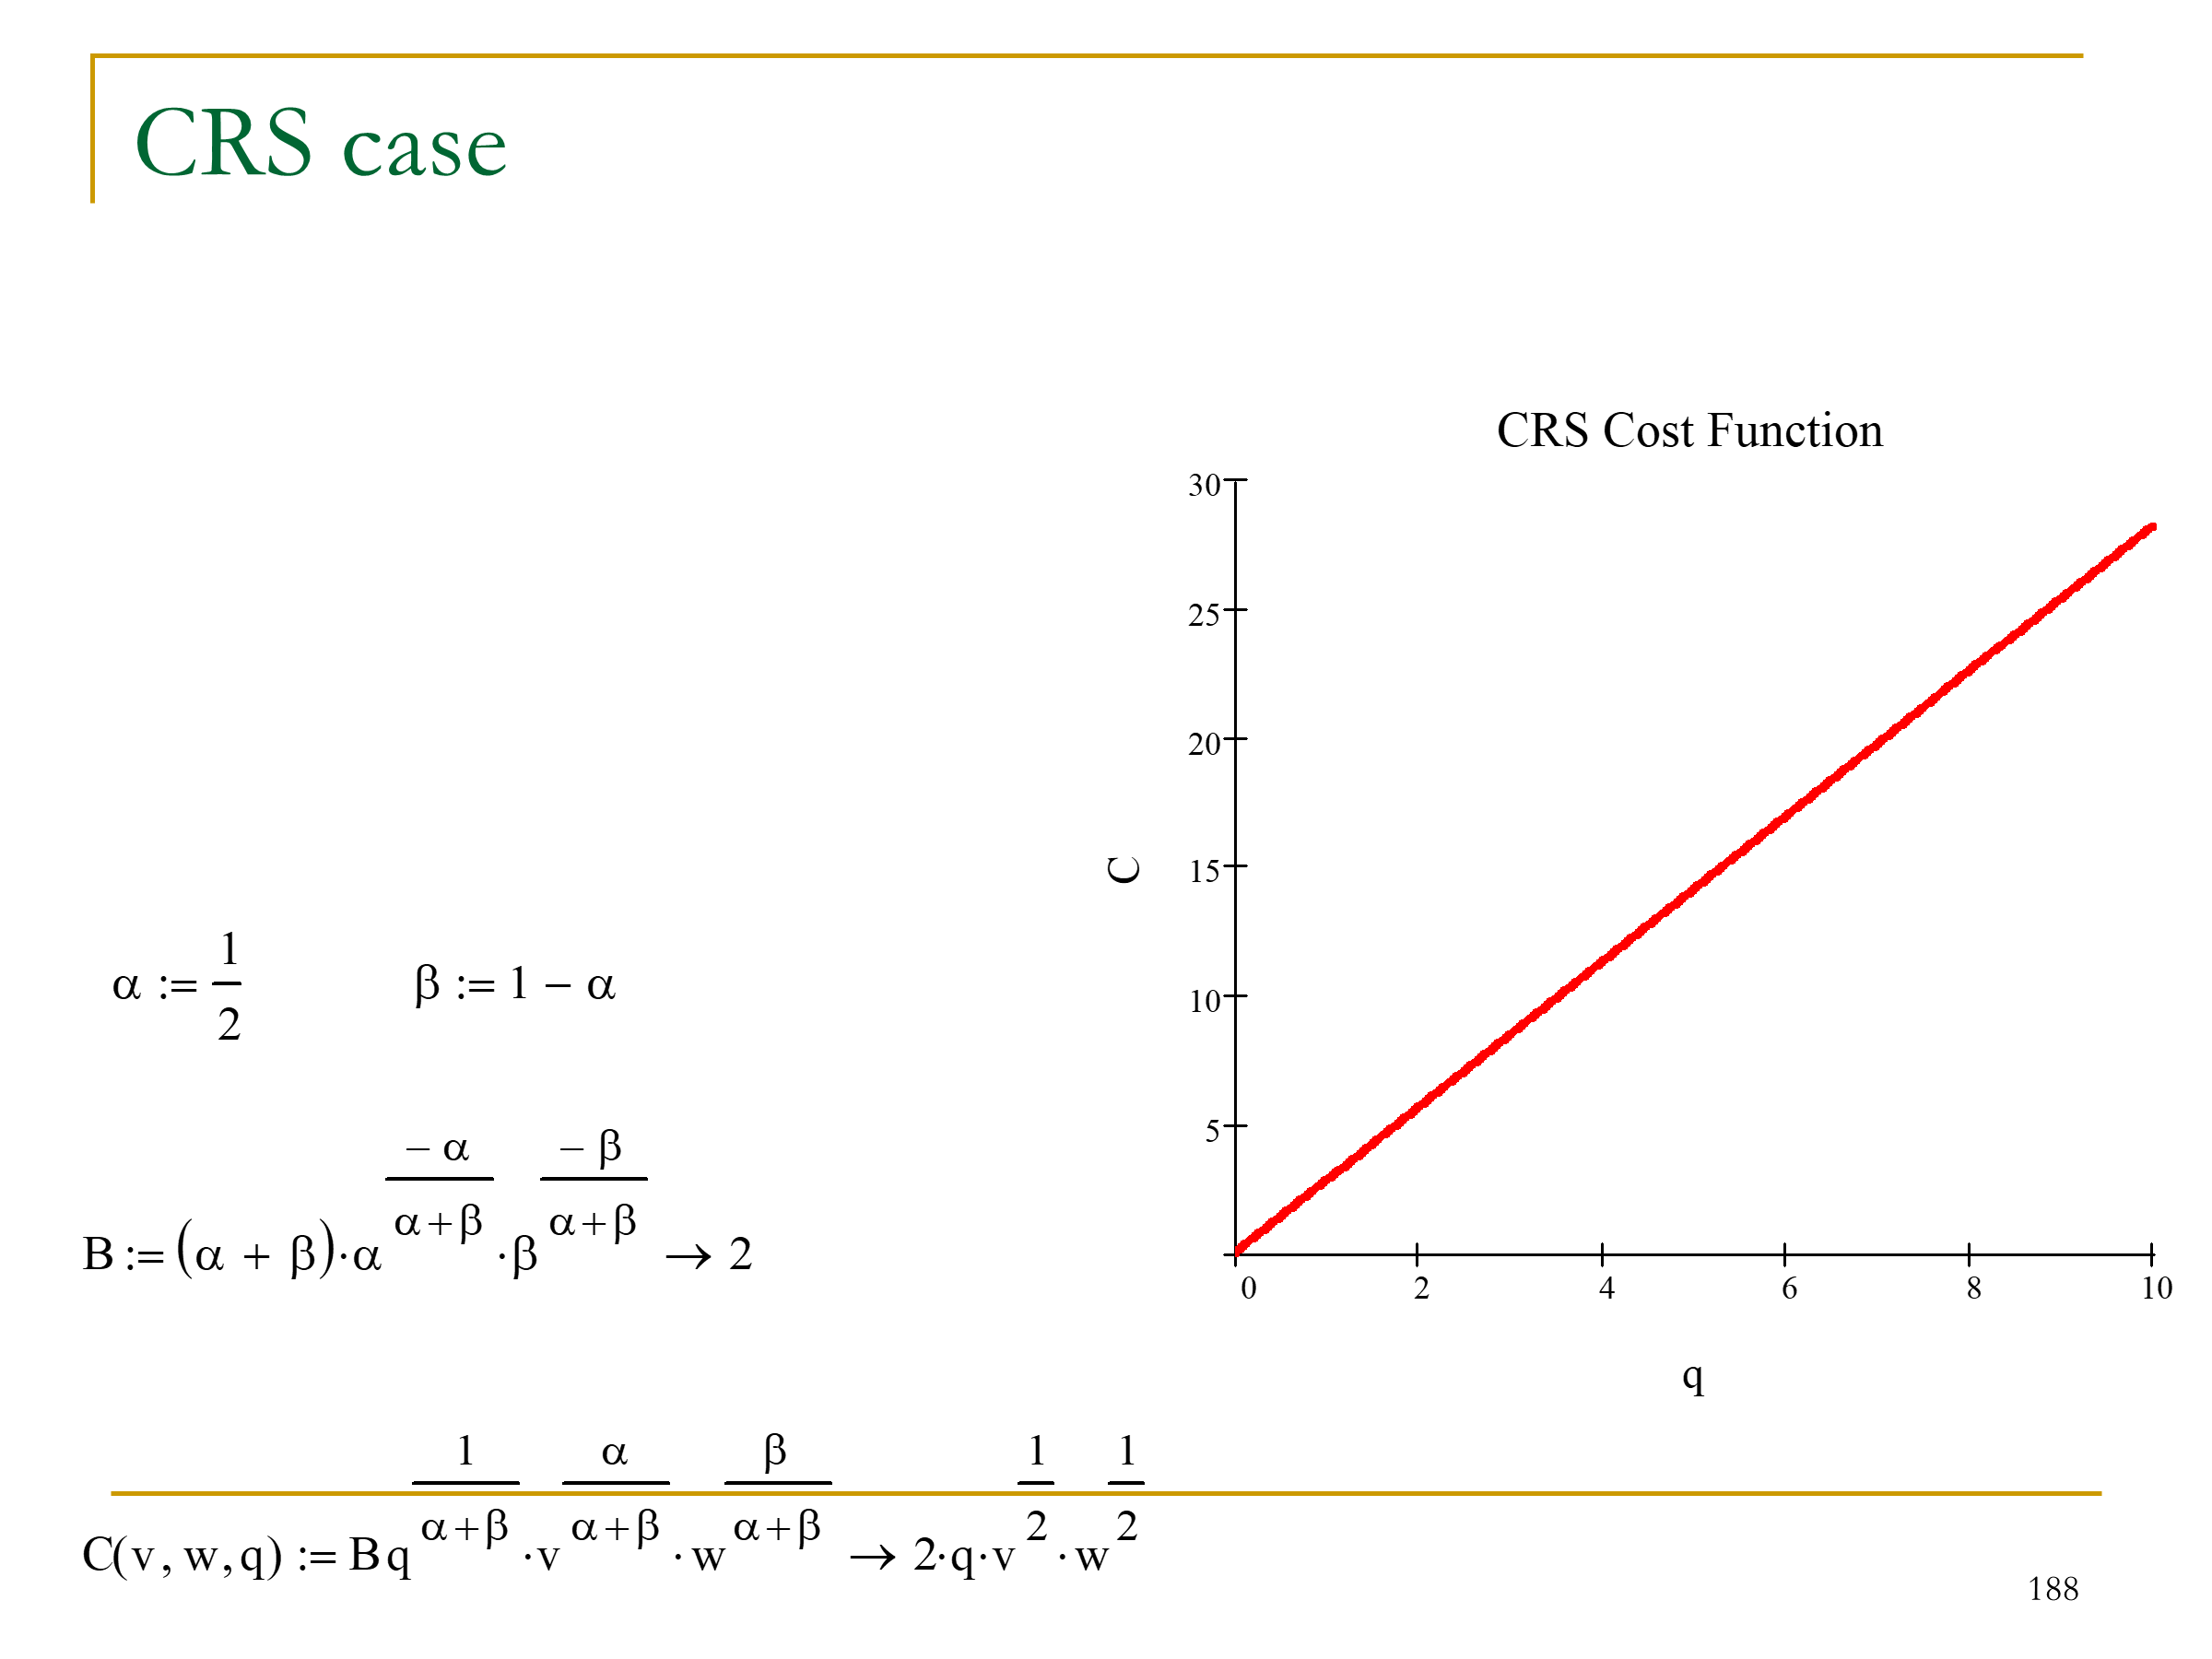 CRS case
CRS Cost Function
30
25
20
15
10
5
C
0 2 4 6 8 10
q
α := 1/2 β := 1 − α
B := (α + β)·α^(−α/(α+β))·β^(−β/(α+β)) → 2
C(v, w, q) := B q^(1/(α+β))·v^(α/(α+β))·w^(β/(α+β)) → 2·q·v^(1/2)·w^(1/2)
188